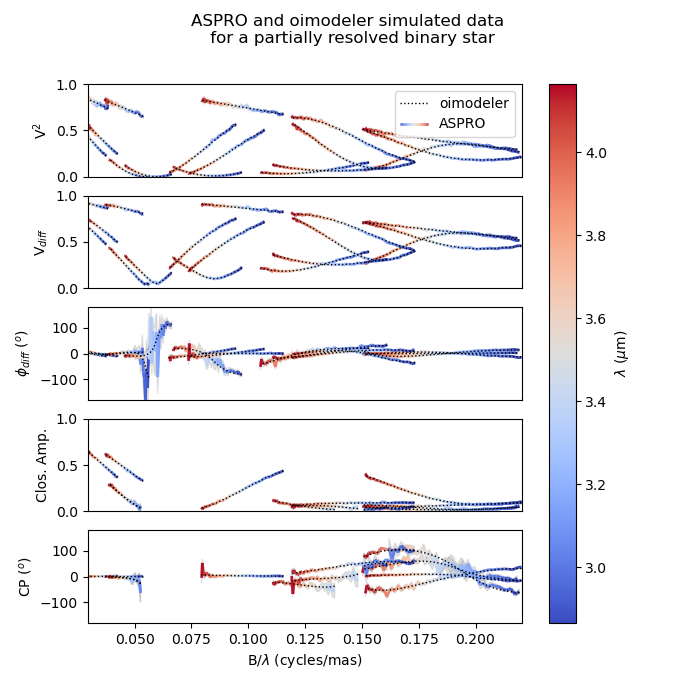 ASPRO and oimodeler simulated data
for a partially resolved binary star
1.0
0.5
0.0
V²
oimodeler
ASPRO
1.0
0.5
0.0
V_diff
100
0
−100
ϕ_diff (°)
1.0
0.5
0.0
Clos. Amp.
100
0
−100
CP (°)
0.050 0.075 0.100 0.125 0.150 0.175 0.200
B/λ (cycles/mas)
4.0
3.8
3.6
3.4
3.2
3.0
λ (μm)